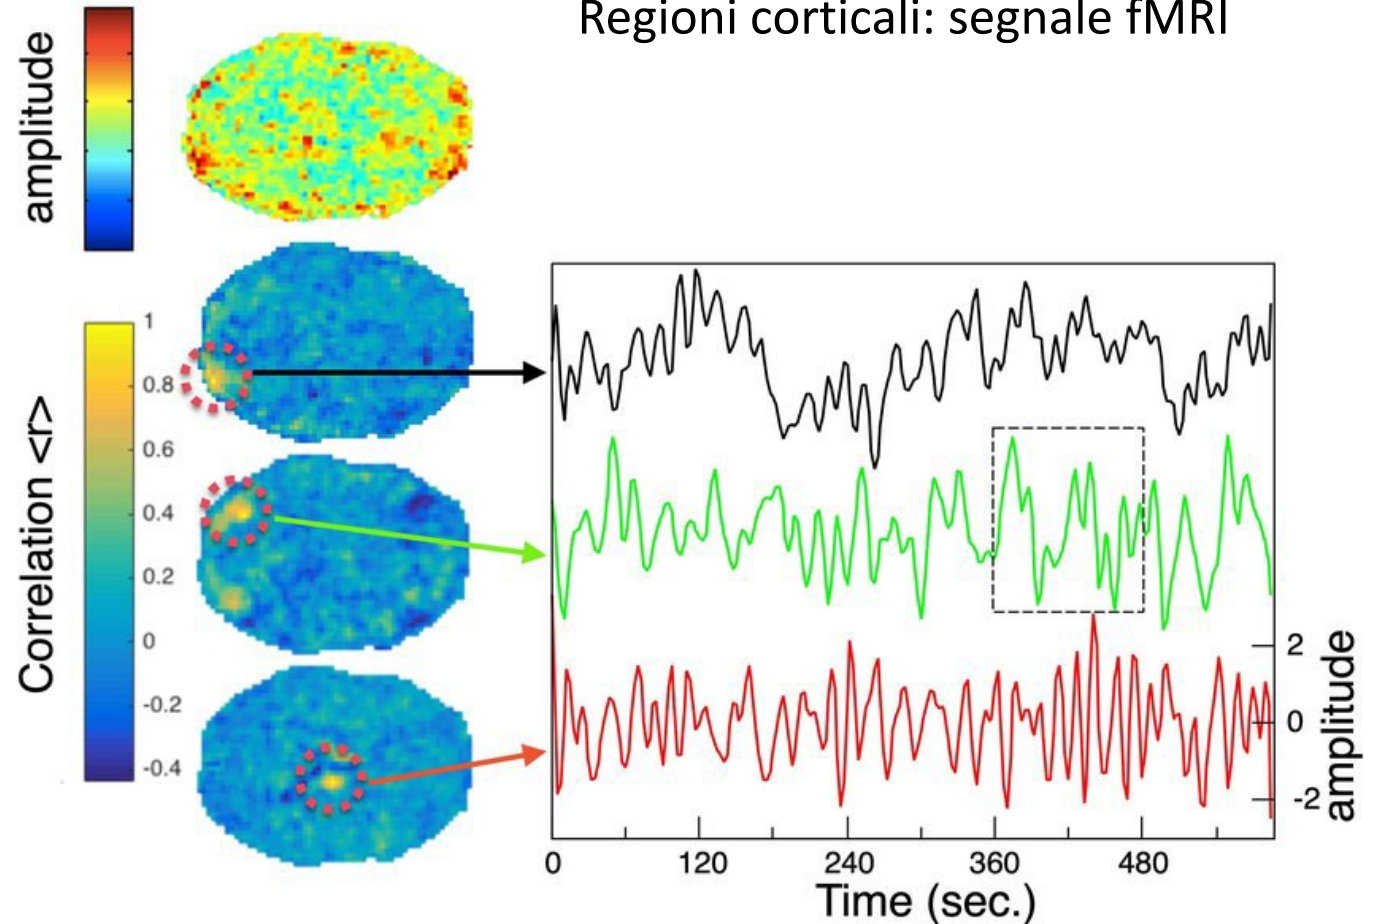 Regioni corticali: segnale fMRI
amplitude
Correlation <r>
1
0.8
0.6
0.4
0.2
0
-0.2
-0.4
2
0
-2
amplitude
0 120 240 360 480
Time (sec.)